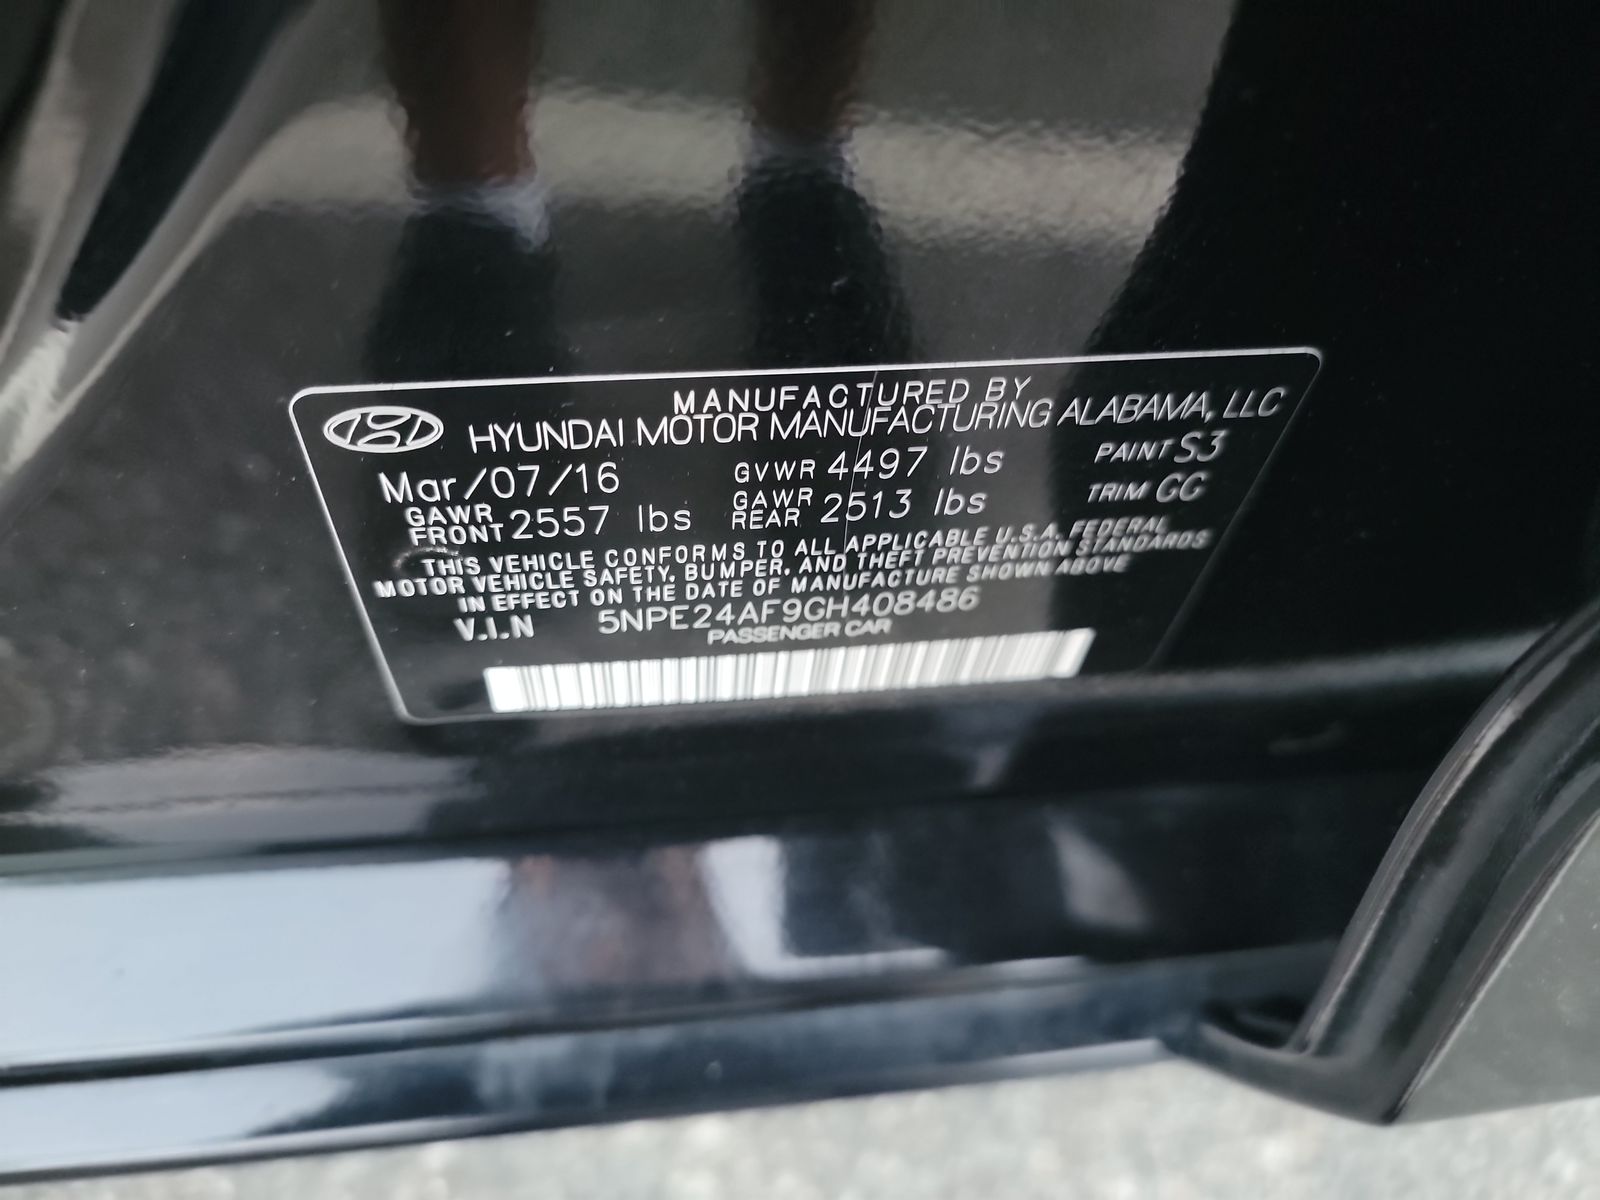 MANUFACTURED BY
HYUNDAI MOTOR MANUFACTURING ALABAMA, LLC
Mar/07/16 GVWR 4497 lbs PAINT S3
GAWR FRONT 2557 lbs GAWR REAR 2513 lbs TRIM GG
THIS VEHICLE CONFORMS TO ALL APPLICABLE U.S.A. FEDERAL
MOTOR VEHICLE SAFETY, BUMPER, AND THEFT PREVENTION STANDARDS
IN EFFECT ON THE DATE OF MANUFACTURE SHOWN ABOVE
V.I.N 5NPE24AF9GH408486
PASSENGER CAR